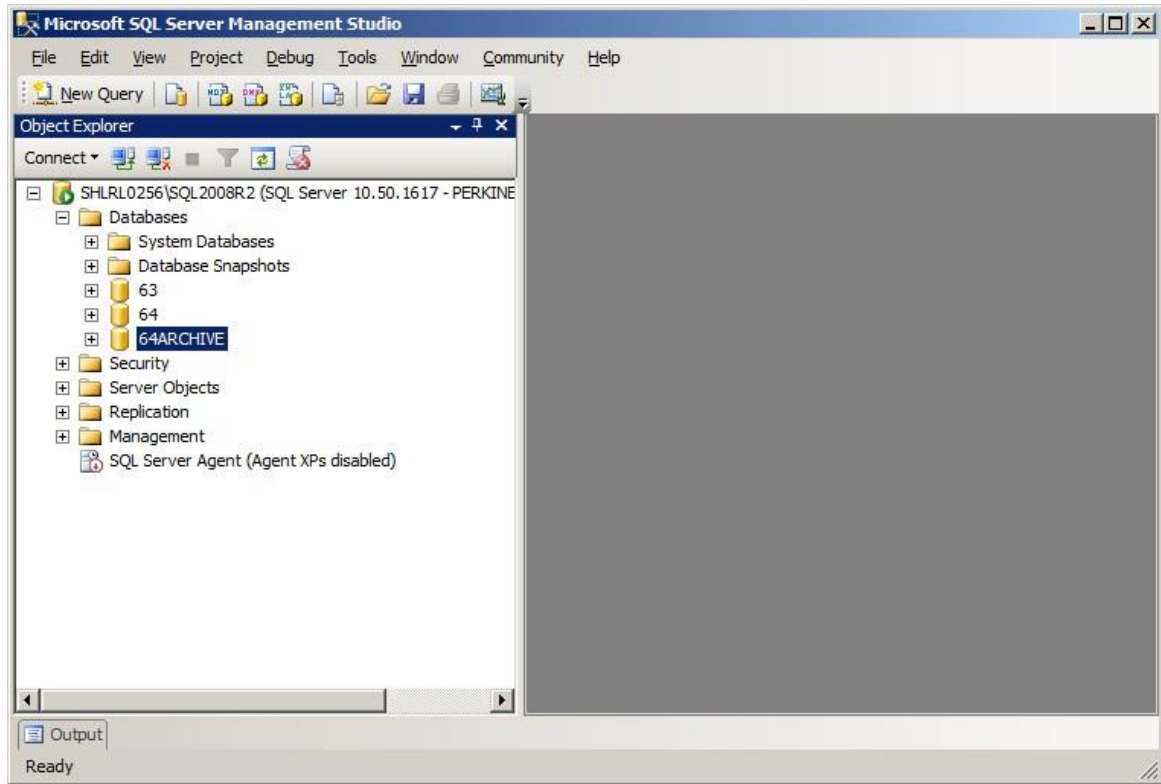 Microsoft SQL Server Management Studio
File Edit View Project Debug Tools Window Community Help
New Query
Object Explorer
Connect
SHLRL0256\SQL2008R2 (SQL Server 10.50.1617 - PERKINE
Databases
System Databases
Database Snapshots
63
64
64ARCHIVE
Security
Server Objects
Replication
Management
SQL Server Agent (Agent XPs disabled)
Output
Ready